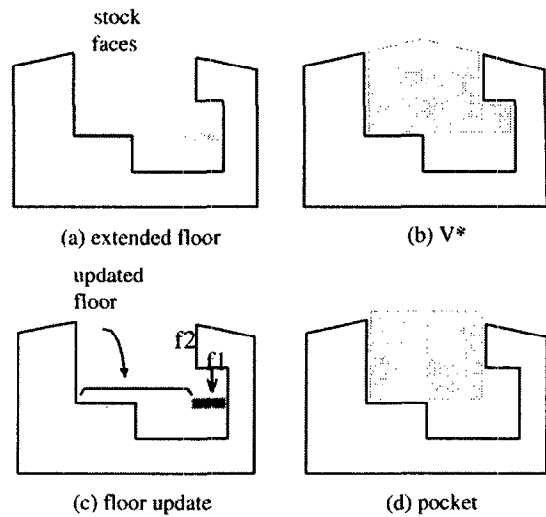 stock
faces
(a) extended floor
(b) V*
updated
floor
f2
f1
(c) floor update
(d) pocket